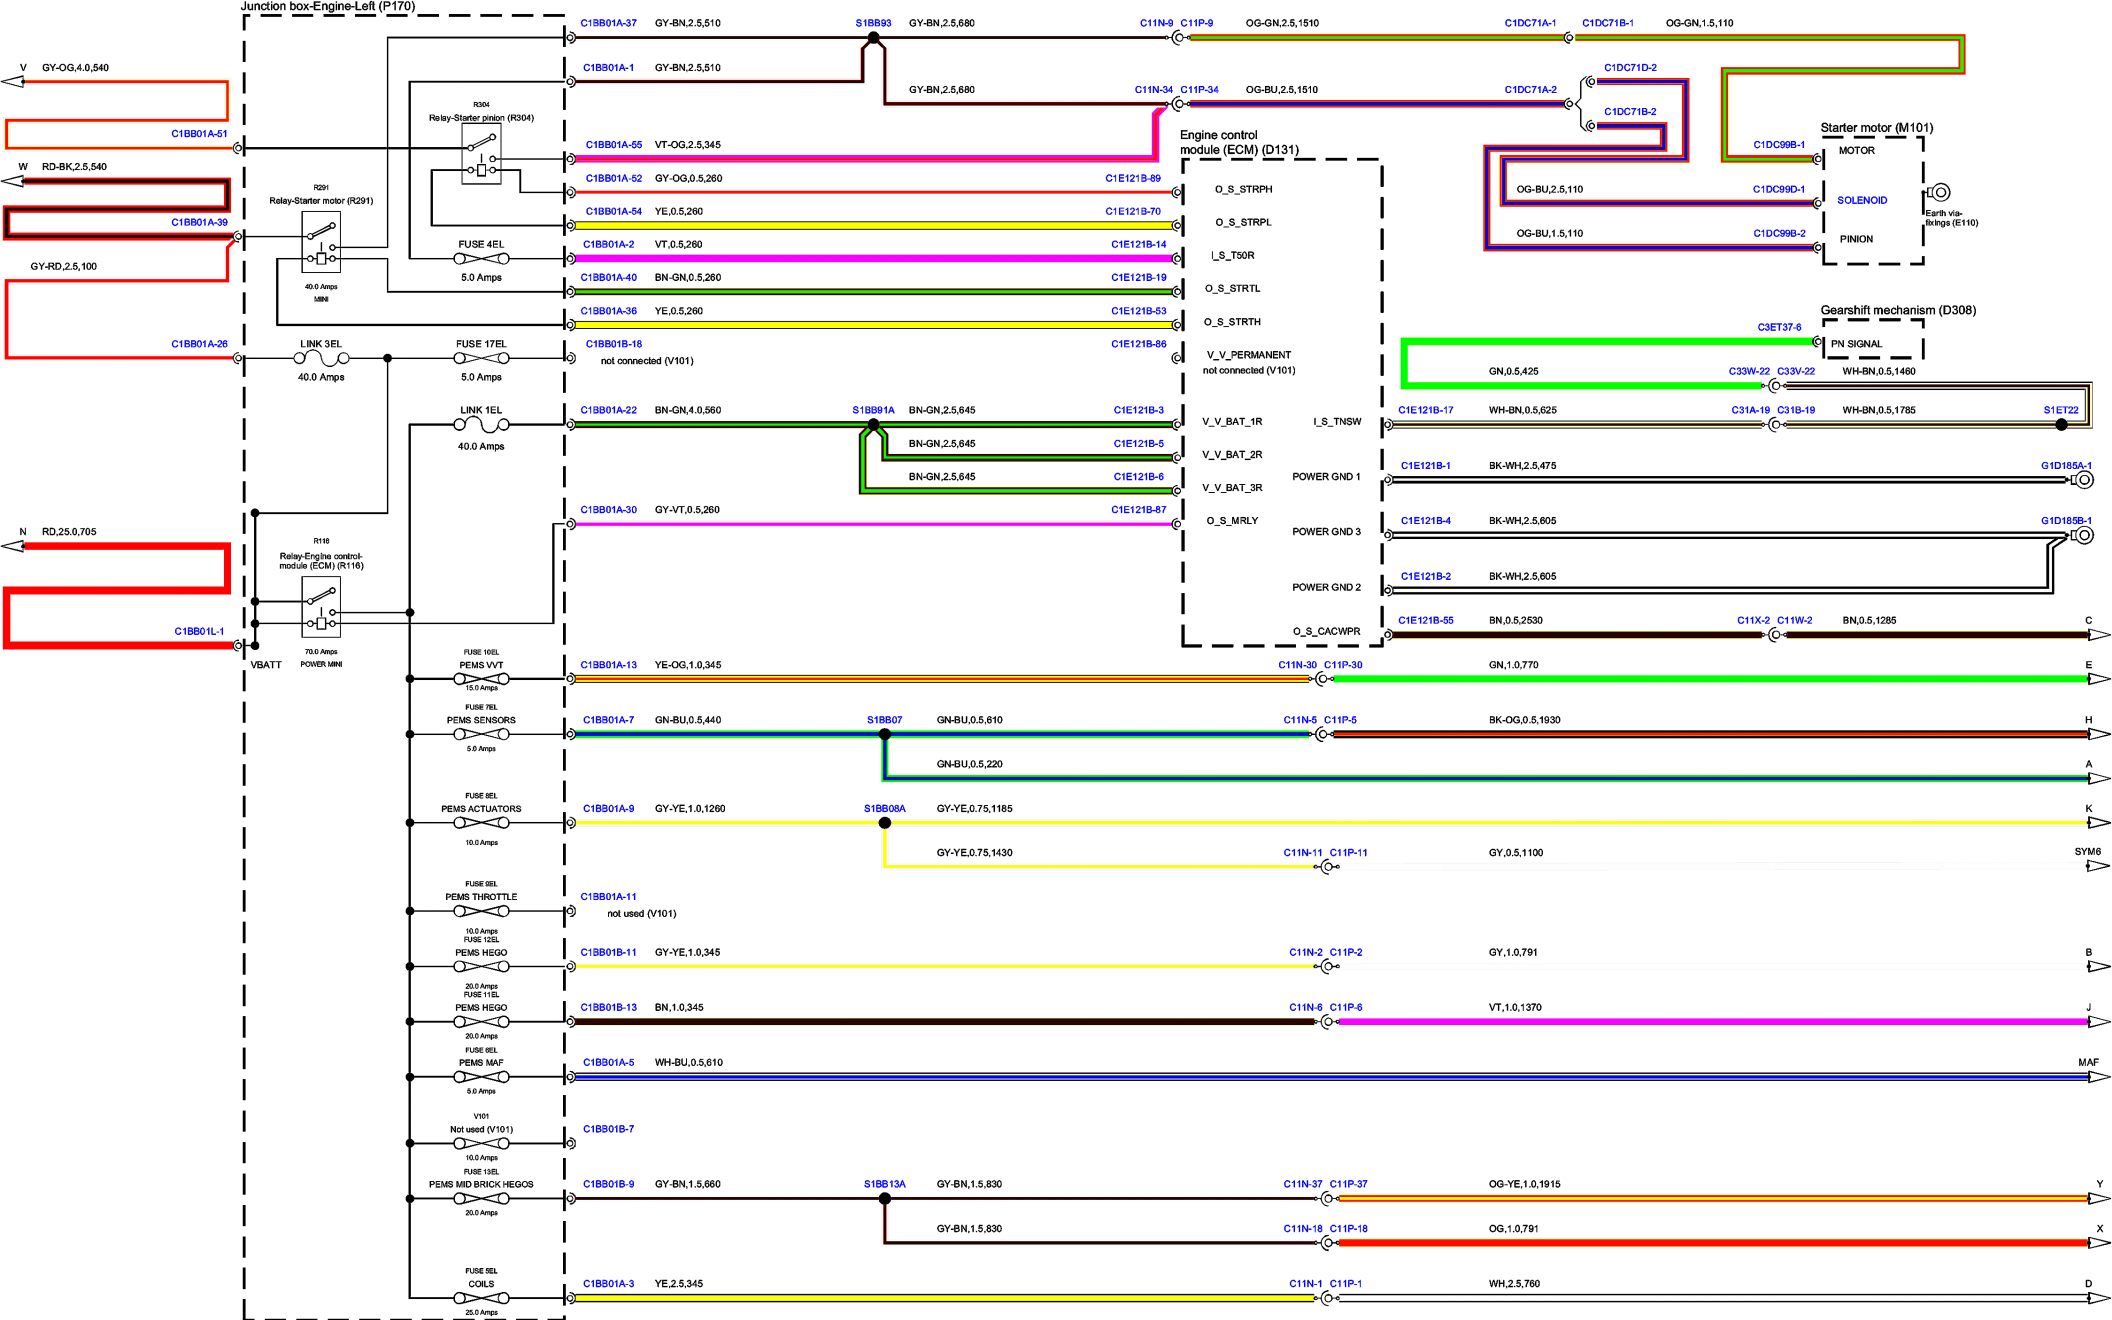 Junction box-Engine-Left (P170)
C1BB01A-37 GY-BN,2.5,510 S1BB93 GY-BN,2.5,680 C11N-9 C11P-9 OG-GN,2.5,1510 C1DC71A-1 C1DC71B-1 OG-GN,1.5,110
V GY-OG,4.0,540 C1BB01A-1 GY-BN,2.5,510 C1DC71D-2
GY-BN,2.5,680 C11N-34 C11P-34 OG-BU,2.5,1510 C1DC71A-2
R304
Relay-Starter pinion (R304)
C1DC71B-2
C1BB01A-51
Engine control
module (ECM) (D131)
Starter motor (M101)
C1BB01A-55 VT-OG,2.5,345 C1DC99B-1 MOTOR
W RD-BK,2.5,540
C1BB01A-52 GY-OG,0.5,260 C1E121B-89 O_S_STRPH
R291
Relay-Starter motor (R291)
OG-BU,2.5,110 C1DC99D-1 SOLENOID
C1BB01A-39
C1BB01A-54 YE,0.5,260 C1E121B-70 O_S_STRPL
Earth via-
fixings (E110)
OG-BU,1.5,110 C1DC99B-2 PINION
FUSE 4EL C1BB01A-2 VT,0.5,260 C1E121B-14 I_S_T50R
5.0 Amps
GY-RD,2.5,100
C1BB01A-40 BN-GN,0.5,260 C1E121B-19 O_S_STRTL
40.0 Amps
MINI
C1BB01A-36 YE,0.5,260 C1E121B-53 O_S_STRTH
Gearshift mechanism (D308)
C3ET37-6 PN SIGNAL
C1BB01A-26 LINK 3EL FUSE 17EL C1BB01B-18 C1E121B-86 V_V_PERMANENT
not connected (V101) not connected (V101)
40.0 Amps 5.0 Amps
GN,0.5,425 C33W-22 C33V-22 WH-BN,0.5,1460
LINK 1EL C1BB01A-22 BN-GN,4.0,560 S1BB91A BN-GN,2.5,645 C1E121B-3 V_V_BAT_1R I_S_TNSW C1E121B-17 WH-BN,0.5,625 C31A-19 C31B-19 WH-BN,0.5,1785 S1ET22
40.0 Amps
BN-GN,2.5,645 C1E121B-5 V_V_BAT_2R
BN-GN,2.5,645 C1E121B-6 V_V_BAT_3R POWER GND 1 C1E121B-1 BK-WH,2.5,475 G1D185A-1
C1BB01A-30 GY-VT,0.5,260 C1E121B-87 O_S_MRLY POWER GND 3 C1E121B-4 BK-WH,2.5,605 G1D185B-1
N RD,25.0,705
R116
Relay-Engine control-
module (ECM) (R116)
POWER GND 2 C1E121B-2 BK-WH,2.5,605
C1BB01L-1
O_S_CACWPR C1E121B-55 BN,0.5,2530 C11X-2 C11W-2 BN,0.5,1285 C
VBATT
70.0 Amps
POWER MINI
FUSE 10EL
PEMS VVT C1BB01A-13 YE-OG,1.0,345 C11N-30 C11P-30 GN,1.0,770 E
15.0 Amps
FUSE 7EL
PEMS SENSORS C1BB01A-7 GN-BU,0.5,440 S1BB07 GN-BU,0.5,610 C11N-5 C11P-5 BK-OG,0.5,1930 H
5.0 Amps
GN-BU,0.5,220 A
FUSE 8EL
PEMS ACTUATORS C1BB01A-9 GY-YE,1.0,1260 S1BB08A GY-YE,0.75,1185 K
10.0 Amps
GY-YE,0.75,1430 C11N-11 C11P-11 GY,0.5,1100 SYM6
FUSE 9EL
PEMS THROTTLE C1BB01A-11
not used (V101)
10.0 Amps
FUSE 12EL
PEMS HEGO C1BB01B-11 GY-YE,1.0,345 C11N-2 C11P-2 GY,1.0,791 B
20.0 Amps
FUSE 11EL
PEMS HEGO C1BB01B-13 BN,1.0,345 C11N-6 C11P-6 VT,1.0,1370 J
20.0 Amps
FUSE 6EL
PEMS MAF C1BB01A-5 WH-BU,0.5,610 MAF
5.0 Amps
V101
Not used (V101) C1BB01B-7
10.0 Amps
FUSE 13EL
PEMS MID BRICK HEGOS C1BB01B-9 GY-BN,1.5,660 S1BB13A GY-BN,1.5,830 C11N-37 C11P-37 OG-YE,1.0,1915 Y
20.0 Amps
GY-BN,1.5,830 C11N-18 C11P-18 OG,1.0,791 X
FUSE 5EL
COILS C1BB01A-3 YE,2.5,345 C11N-1 C11P-1 WH,2.5,760 D
25.0 Amps